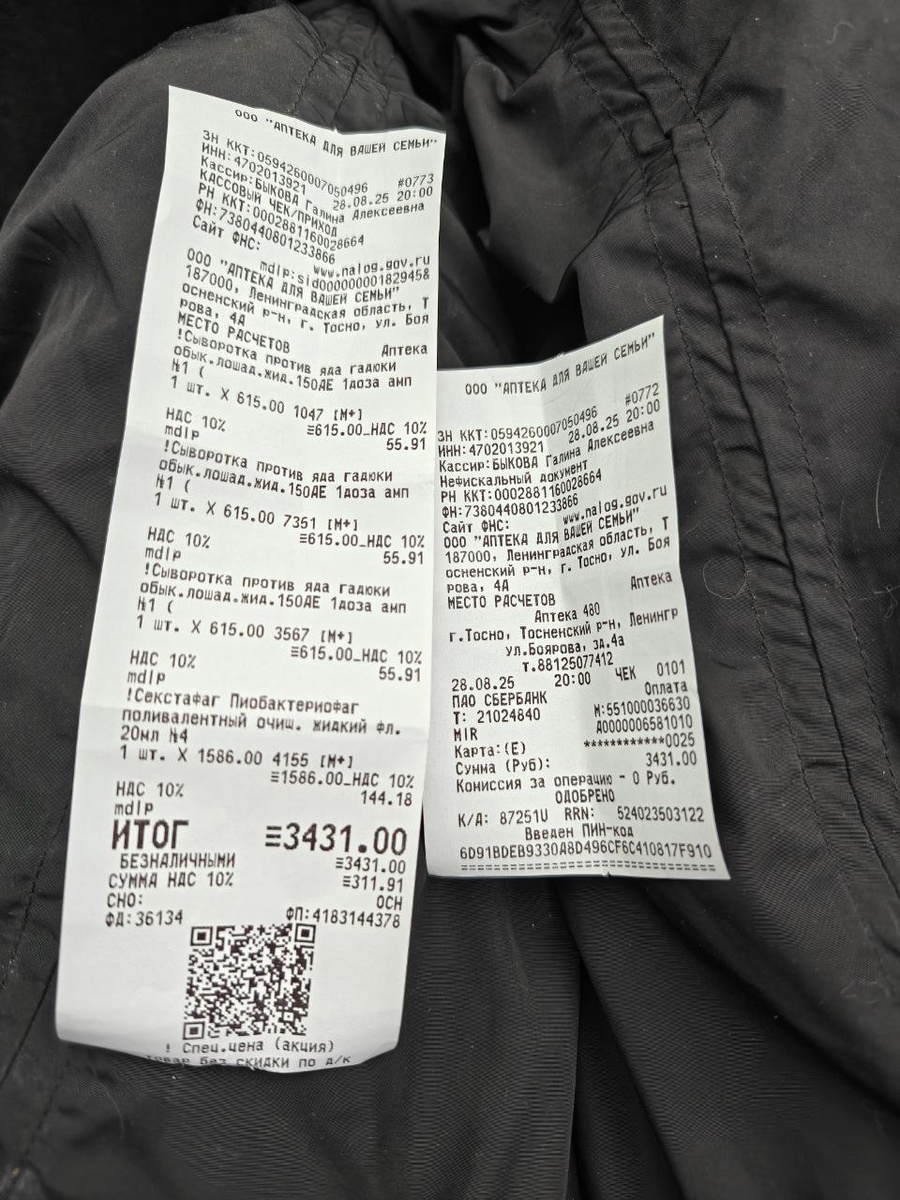 ООО "АПТЕКА ДЛЯ ВАШЕЙ СЕМЬИ"
ЗН ККТ:0594260007050496 #0773
ИНН:4702013921 28.08.25 20:00
Кассир:БЫКОВА Галина Алексеевна
КАССОВЫЙ ЧЕК/ПРИХОД
РН ККТ:0002881160028664
ФН:7380440801233866
Сайт ФНС: www.nalog.gov.ru
mdlp:sid00000000182945&
ООО "АПТЕКА ДЛЯ ВАШЕЙ СЕМЬИ"
187000, Ленинградская область, Т
осненский р-н, г. Тосно, ул. Боя
рова, 4Д
МЕСТО РАСЧЕТОВ Аптека
!Сыворотка против яда гадюки
обык.лошад.жид.150АЕ 1доза амп
№1 (
1 шт. X 615.00 1047 [M+]
≡615.00_НДС 10%
НДС 10% 55.91
mdlp
!Сыворотка против яда гадюки
обык.лошад.жид.150АЕ 1доза амп
№1 (
1 шт. X 615.00 7351 [M+]
≡615.00_НДС 10%
НДС 10% 55.91
mdlp
!Сыворотка против яда гадюки
обык.лошад.жид.150АЕ 1доза амп
№1 (
1 шт. X 615.00 3567 [M+]
≡615.00_НДС 10%
НДС 10% 55.91
mdlp
!Секстафаг Пиобактериофаг
поливалентный очищ. жидкий фл.
20мл №4
1 шт. X 1586.00 4155 [M+]
≡1586.00_НДС 10%
НДС 10% 144.18
mdlp
ИТОГ ≡3431.00
БЕЗНАЛИЧНЫМИ ≡3431.00
СУММА НДС 10% ≡311.91
СНО: ОСН
ФД:36134 ФП:4183144378
! Спец.цена (акция)
товар без скидки по д/к
ООО "АПТЕКА ДЛЯ ВАШЕЙ СЕМЬИ"
#0772
ЗН ККТ:0594260007050496
ИНН:4702013921 28.08.25 20:00
Кассир:БЫКОВА Галина Алексеевна
Нефискальный документ
РН ККТ:0002881160028664
ФН:7380440801233866
Сайт ФНС: www.nalog.gov.ru
ООО "АПТЕКА ДЛЯ ВАШЕЙ СЕМЬИ"
187000, Ленинградская область, Т
осненский р-н, г. Тосно, ул. Боя
рова, 4Д
МЕСТО РАСЧЕТОВ Аптека
Аптека 480
г.Тосно, Тосненский р-н, Ленингр
ул.Боярова, зд.4а
т.88125077412
28.08.25 20:00 ЧЕК 0101
ПАО СБЕРБАНК Оплата
Т: 21024840 М:551000036630
MIR A0000006581010
Карта:(E) ************0025
Сумма (Руб): 3431.00
Комиссия за операцию - 0 Руб.
ОДОБРЕНО
К/А: 87251U RRN: 524023503122
Введен ПИН-код
6D91BDEB9330A8D496CF6C410817F910
================================